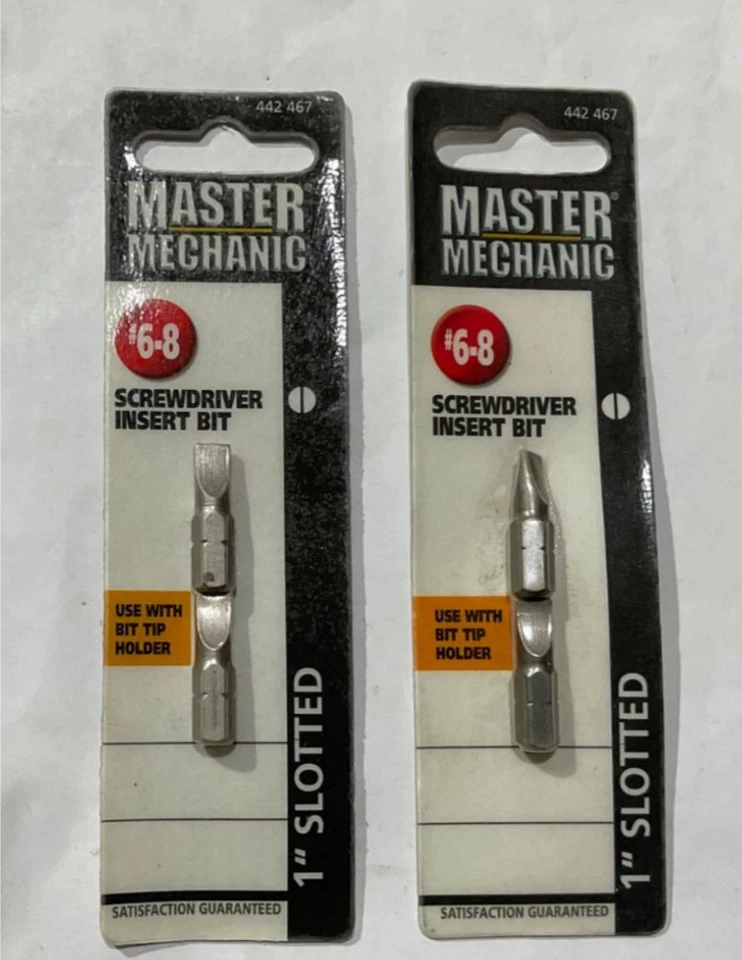 442 467
MASTER
MECHANIC
#6-8
SCREWDRIVER
INSERT BIT
USE WITH
BIT TIP
HOLDER
1" SLOTTED
SATISFACTION GUARANTEED
442 467
MASTER®
MECHANIC
#6-8
SCREWDRIVER
INSERT BIT
USE WITH
BIT TIP
HOLDER
1" SLOTTED
SATISFACTION GUARANTEED